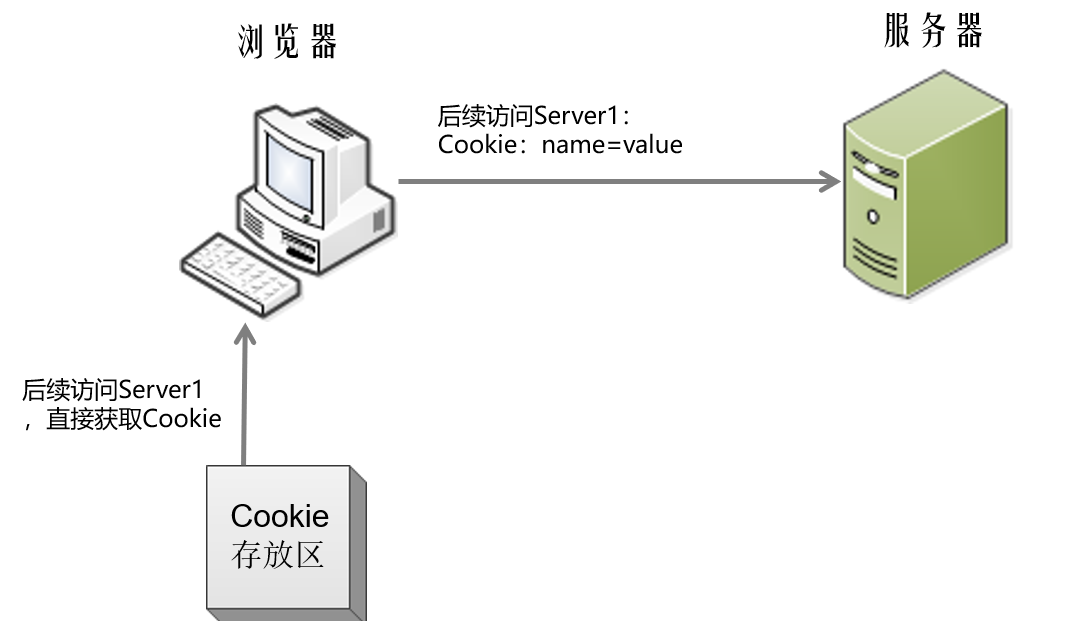 浏览器
服务器
后续访问Server1：
Cookie：name=value
后续访问Server1
，直接获取Cookie
Cookie
存放区